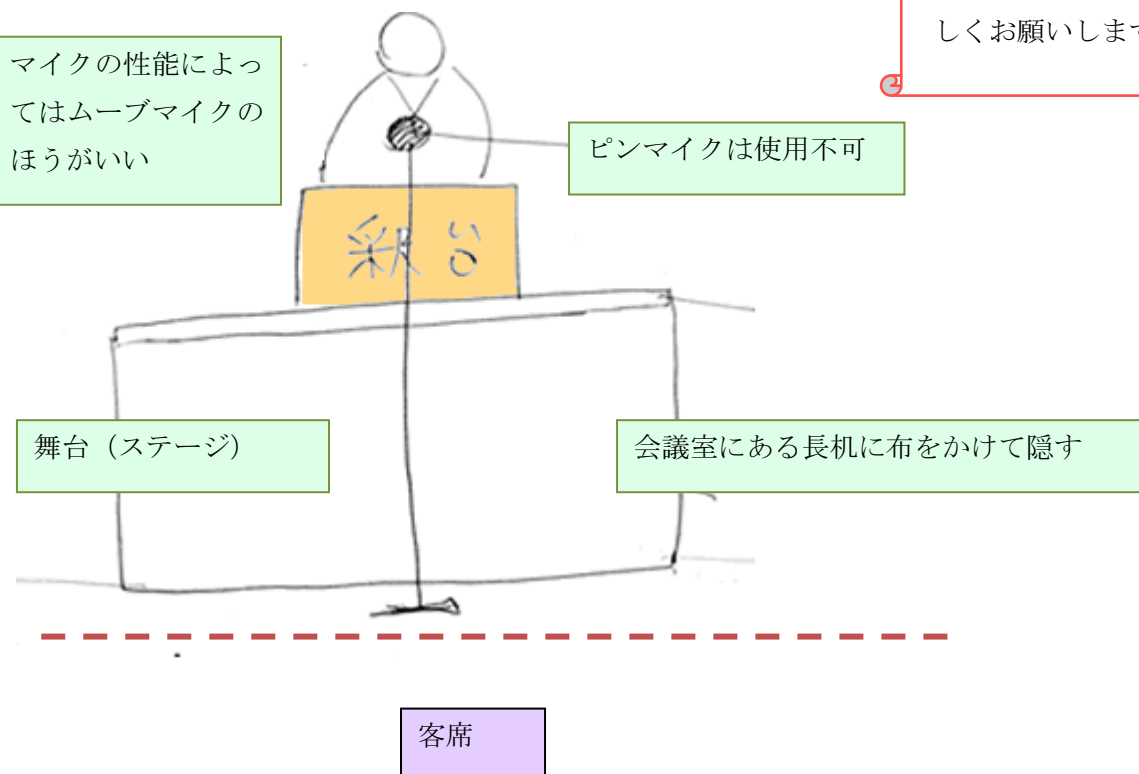 しくお願いします
マイクの性能によっ
てはムーブマイクの
ほうがいい
ピンマイクは使用不可
釈台
舞台（ステージ）
会議室にある長机に布をかけて隠す
客席